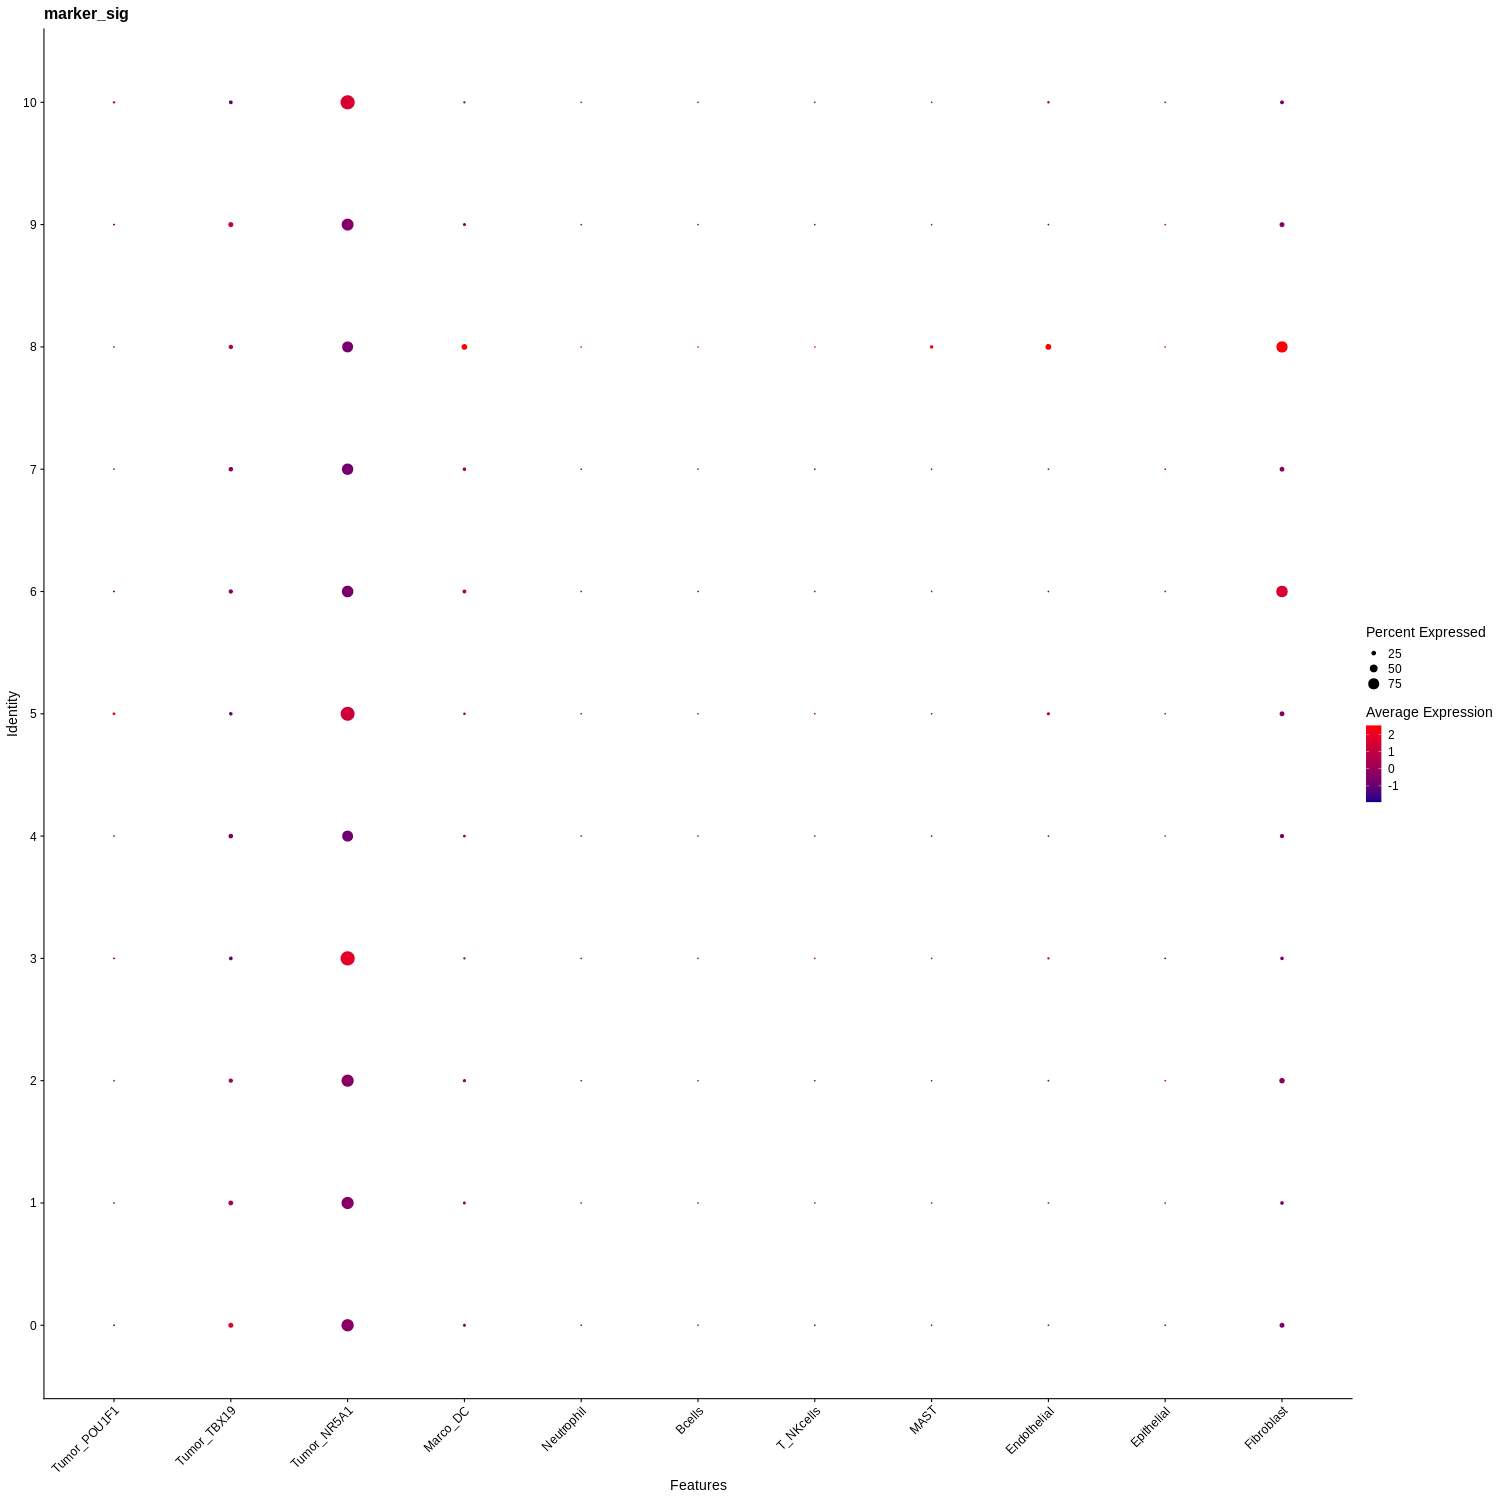 marker_sig
10
9
8
7
6
5
4
3
2
1
0
Identity
Tumor_POU1F1
Tumor_TBX19
Tumor_NR5A1
Marco_DC
Neutrophil
Bcells
T_NKcells
MAST
Endothelial
Epithelial
Fibroblast
Features
Percent Expressed
25
50
75
Average Expression
2
1
0
-1